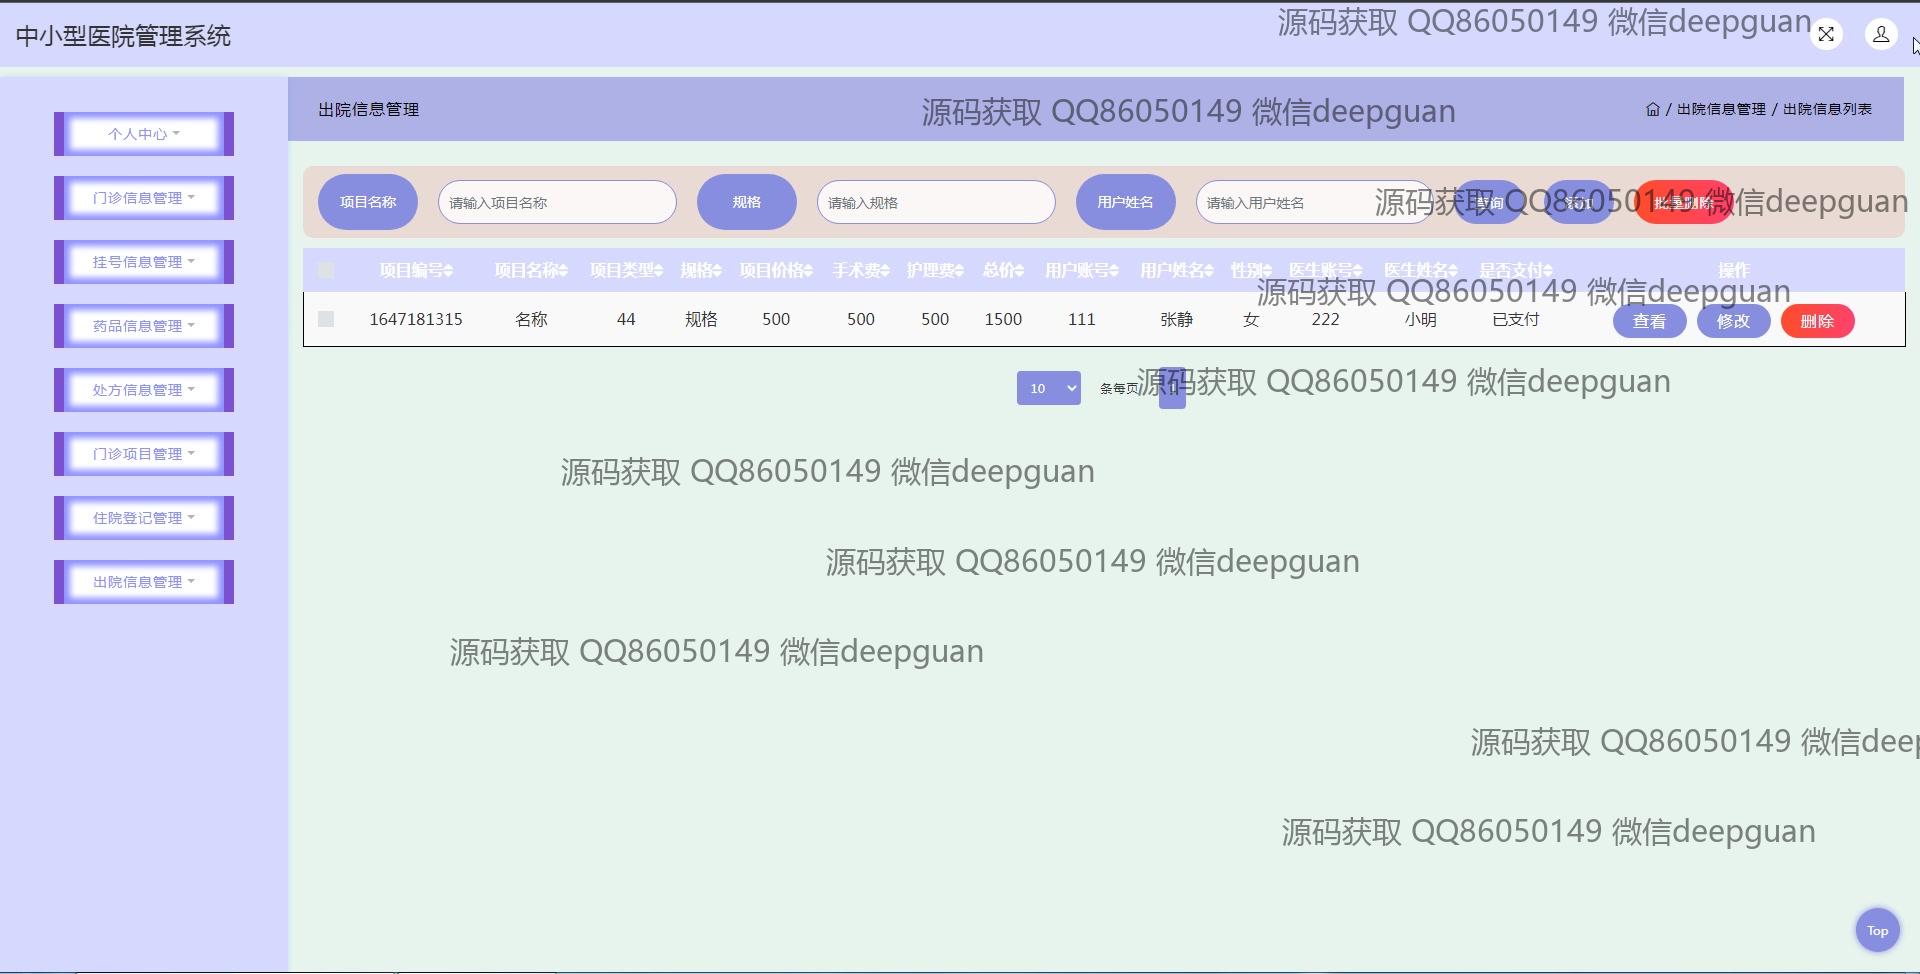 中小型医院管理系统
源码获取 QQ86050149 微信deepguan
个人中心
门诊信息管理
挂号信息管理
药品信息管理
处方信息管理
门诊项目管理
住院登记管理
出院信息管理
出院信息管理
源码获取 QQ86050149 微信deepguan
/ 出院信息管理 / 出院信息列表
项目名称 请输入项目名称 规格 请输入规格 用户姓名 请输入用户姓名 查询 添加 批量删除
源码获取 QQ86050149 微信deepguan
项目编号 项目名称 项目类型 规格 项目价格 手术费 护理费 总价 用户账号 用户姓名 性别 医生账号 医生姓名 是否支付 操作
源码获取 QQ86050149 微信deepguan
1647181315 名称 44 规格 500 500 500 1500 111 张静 女 222 小明 已支付 查看 修改 删除
10 条每页 1
源码获取 QQ86050149 微信deepguan
源码获取 QQ86050149 微信deepguan
源码获取 QQ86050149 微信deepguan
源码获取 QQ86050149 微信deepguan
源码获取 QQ86050149 微信deep
源码获取 QQ86050149 微信deepguan
Top